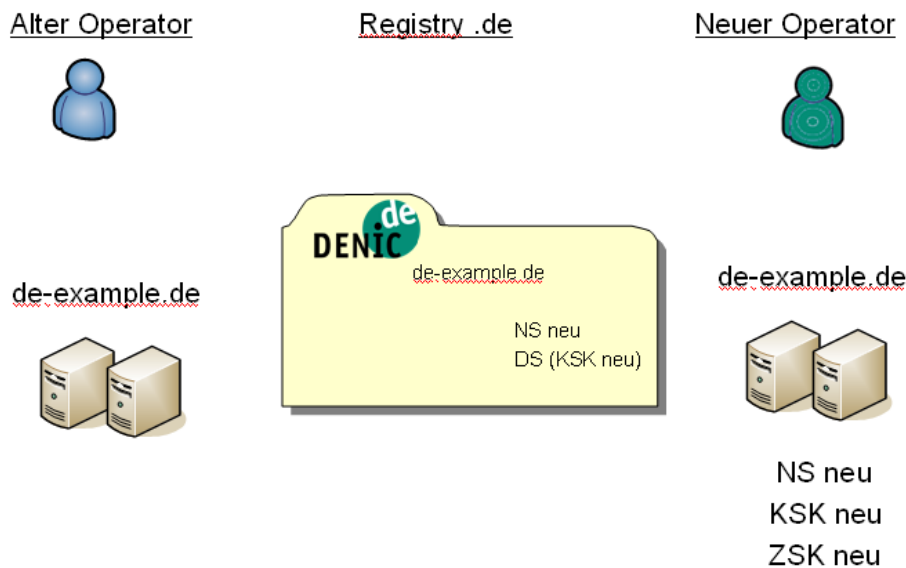 Alter Operator
Registry .de
Neuer Operator
de
DENIC
de-example.de
de-example.de
de-example.de
NS neu
DS (KSK neu)
NS neu
KSK neu
ZSK neu